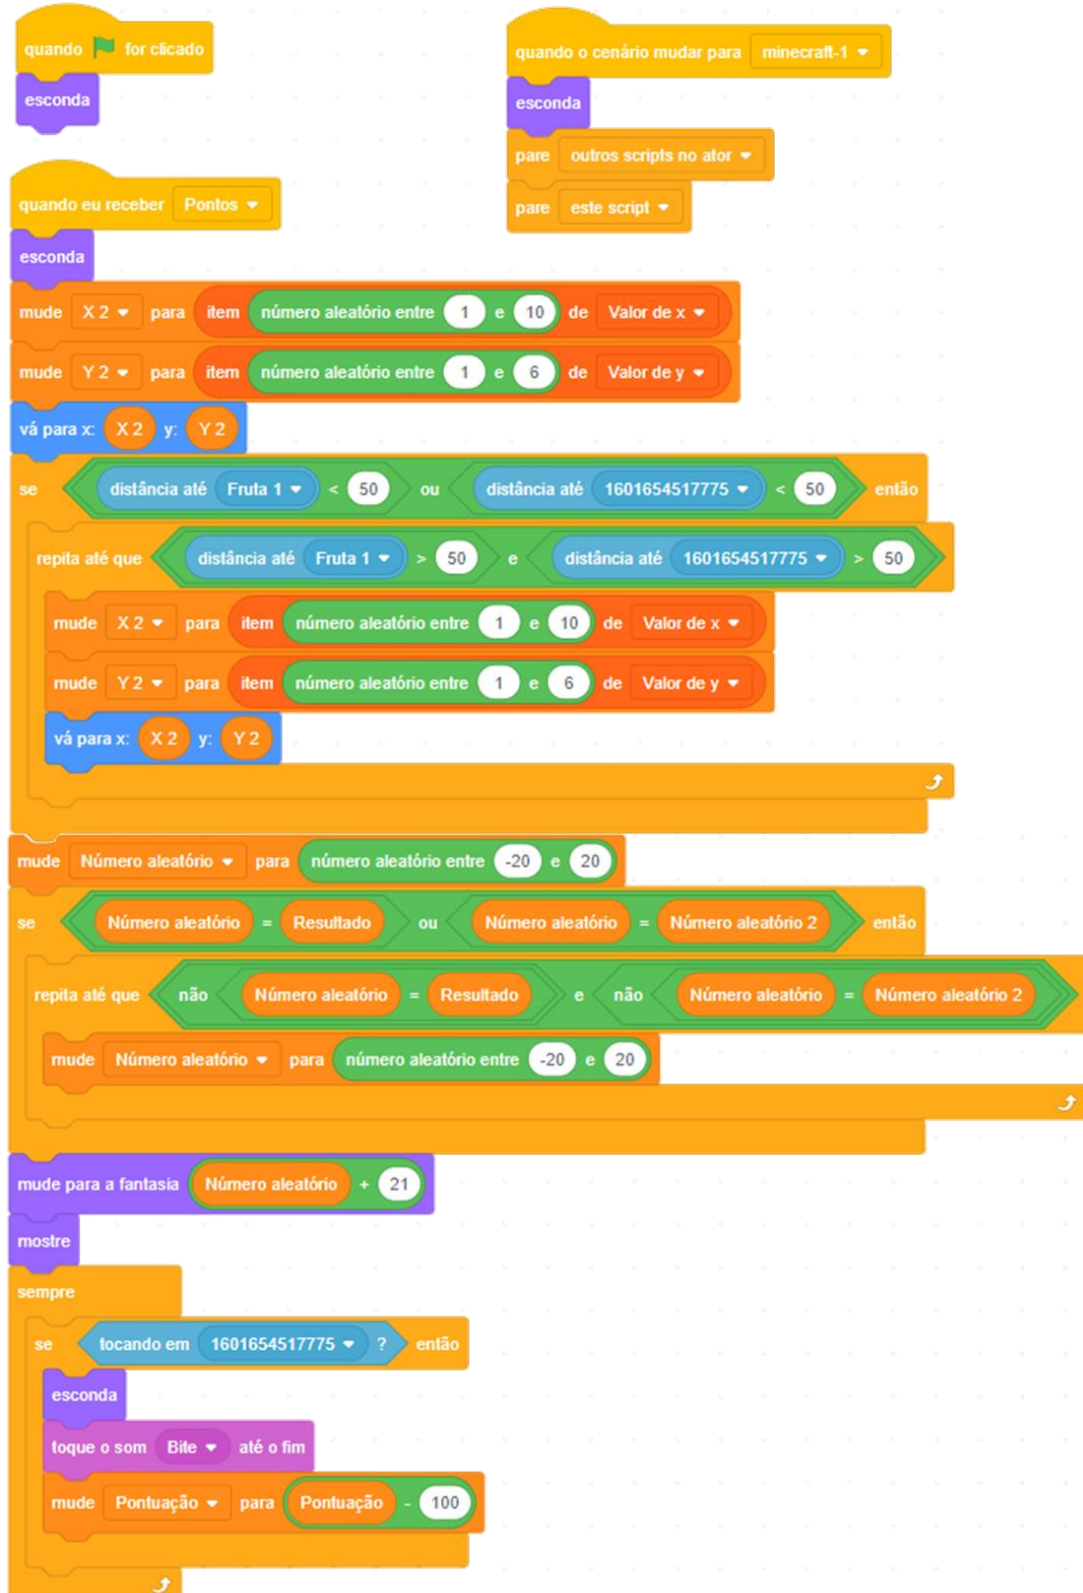 quando for clicado
esconda
quando o cenário mudar para minecraft-1
esconda
pare outros scripts no ator
pare este script
quando eu receber Pontos
esconda
mude X 2 para item número aleatório entre 1 e 10 de Valor de x
mude Y 2 para item número aleatório entre 1 e 6 de Valor de y
vá para x: X 2 y: Y 2
se distância até Fruta 1 < 50 ou distância até 1601654517775 < 50 então
repita até que distância até Fruta 1 > 50 e distância até 1601654517775 > 50
mude X 2 para item número aleatório entre 1 e 10 de Valor de x
mude Y 2 para item número aleatório entre 1 e 6 de Valor de y
vá para x: X 2 y: Y 2
mude Número aleatório para número aleatório entre -20 e 20
se Número aleatório = Resultado ou Número aleatório = Número aleatório 2 então
repita até que não Número aleatório = Resultado e não Número aleatório = Número aleatório 2
mude Número aleatório para número aleatório entre -20 e 20
mude para a fantasia Número aleatório + 21
mostre
sempre
se tocando em 1601654517775 ? então
esconda
toque o som Bite até o fim
mude Pontuação para Pontuação - 100